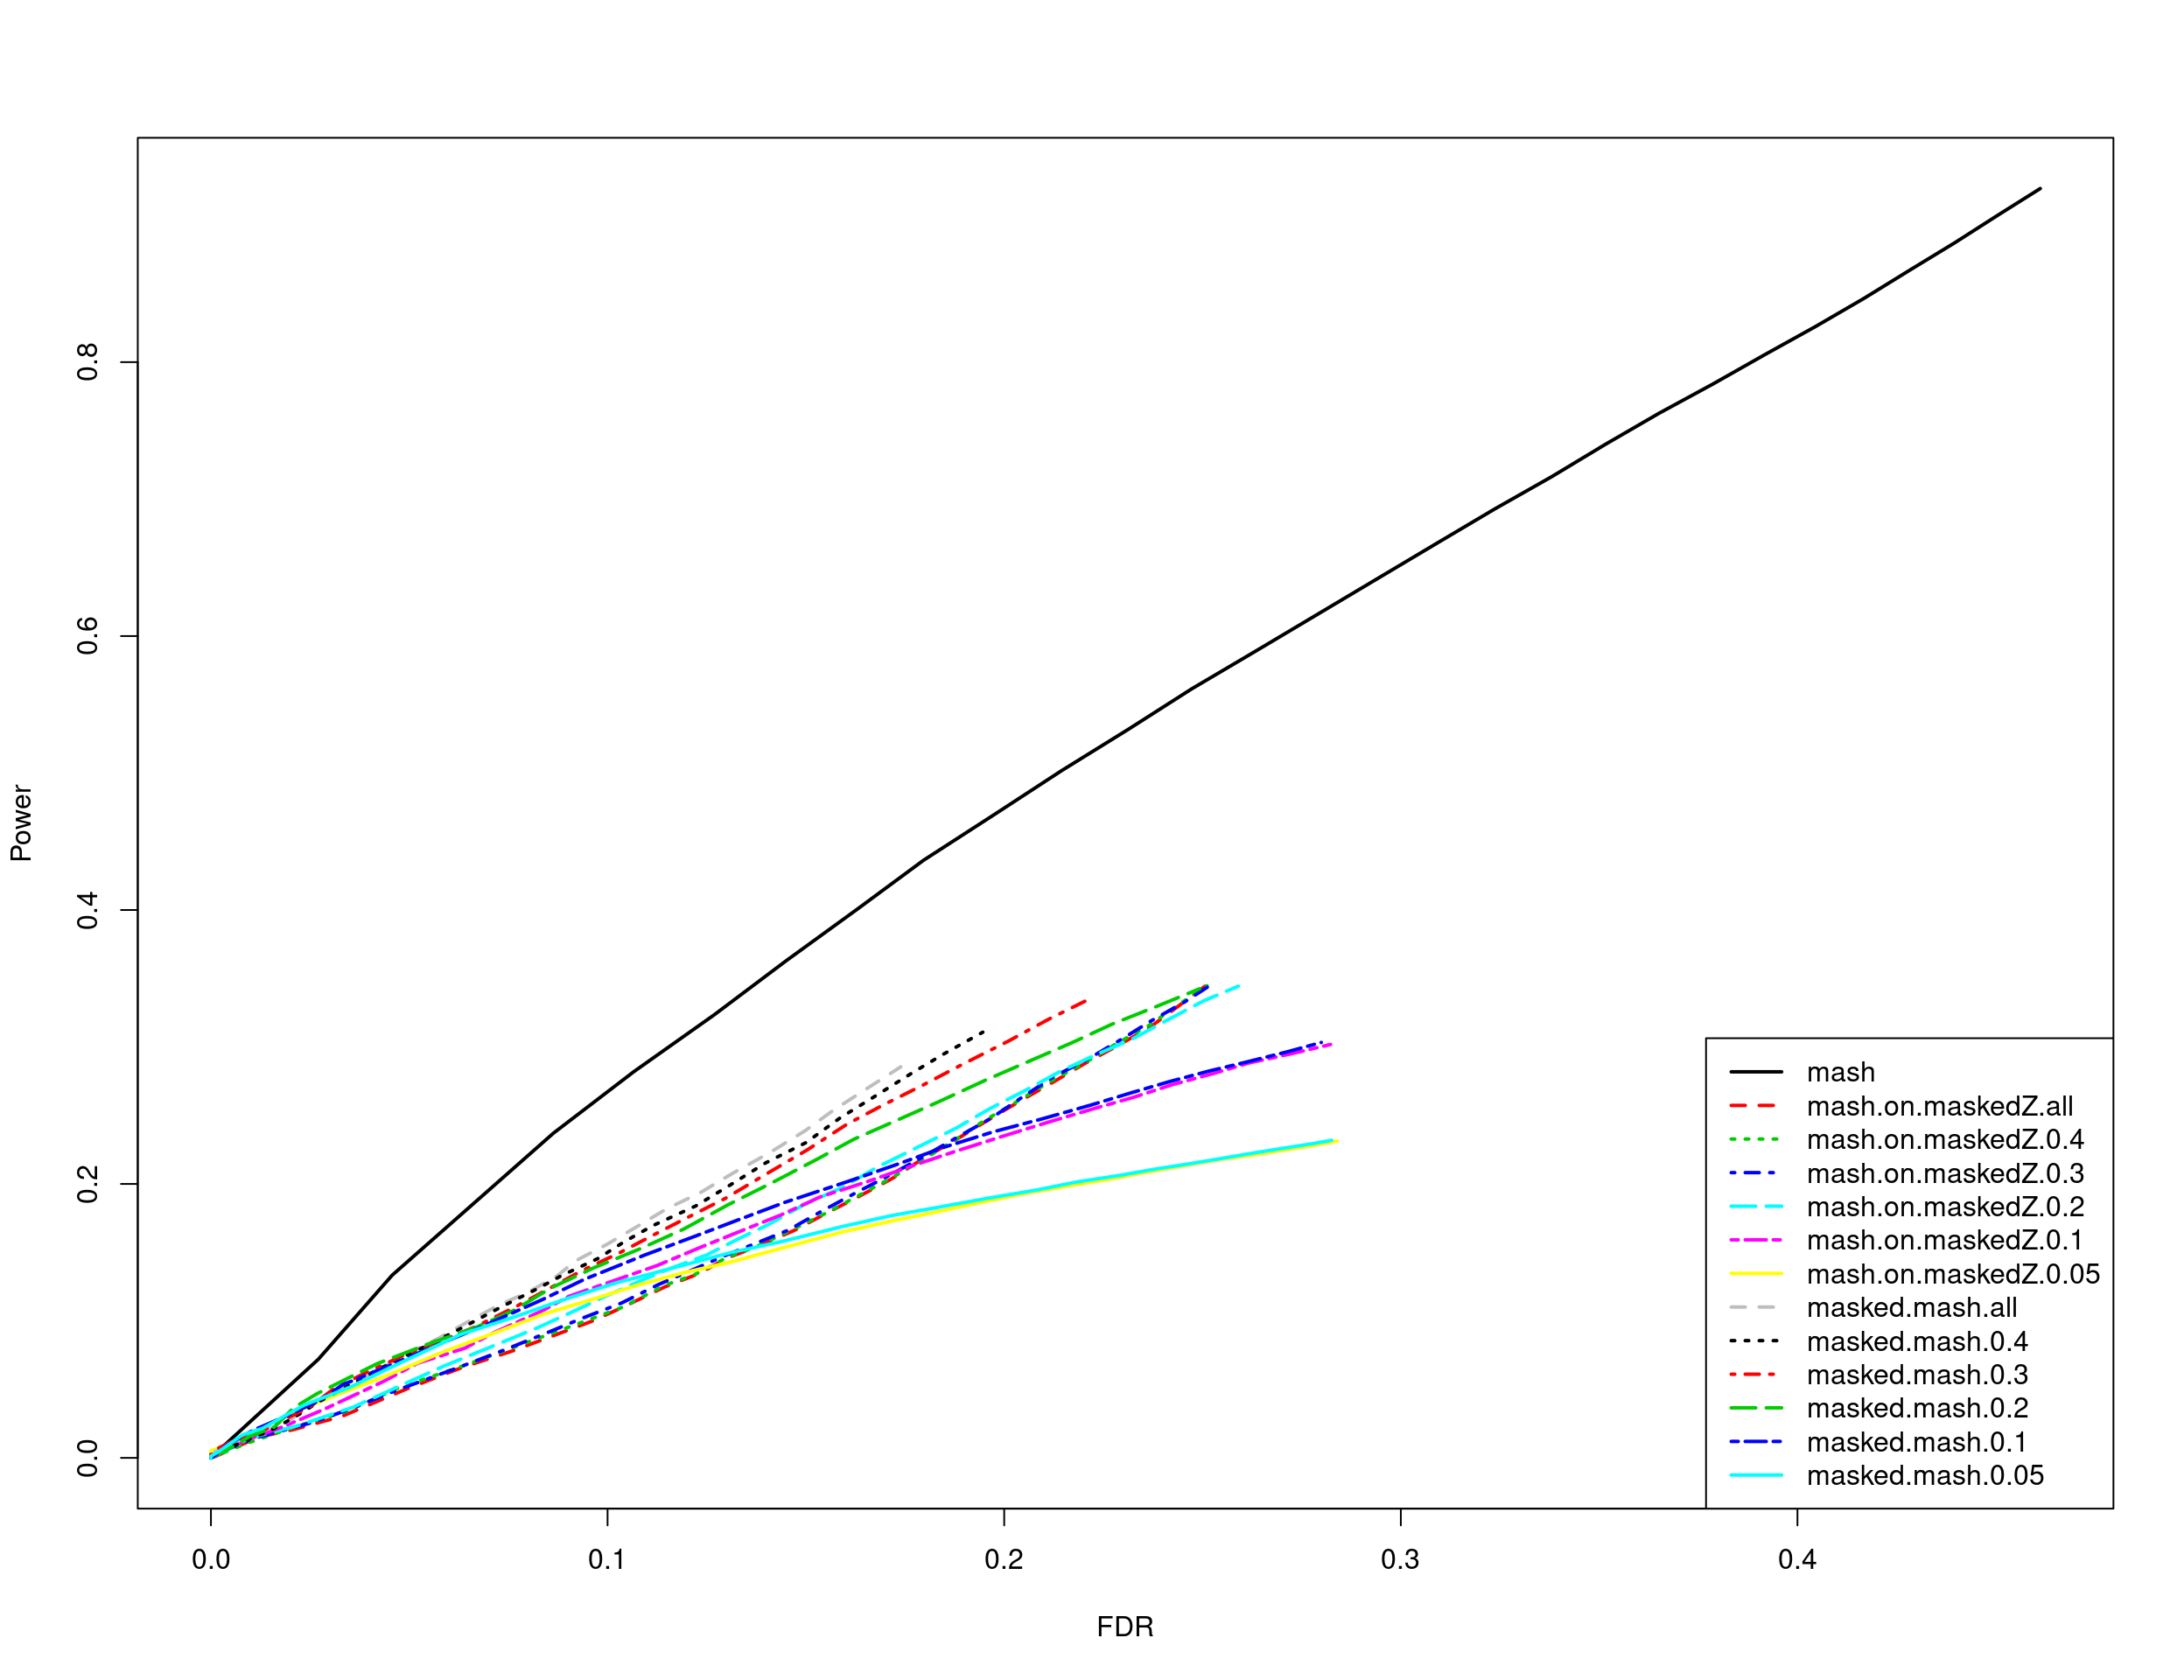 Power
0.8
0.6
0.4
0.2
0.0
0.0 0.1 0.2 0.3 0.4
FDR
mash
mash.on.maskedZ.all
mash.on.maskedZ.0.4
mash.on.maskedZ.0.3
mash.on.maskedZ.0.2
mash.on.maskedZ.0.1
mash.on.maskedZ.0.05
masked.mash.all
masked.mash.0.4
masked.mash.0.3
masked.mash.0.2
masked.mash.0.1
masked.mash.0.05